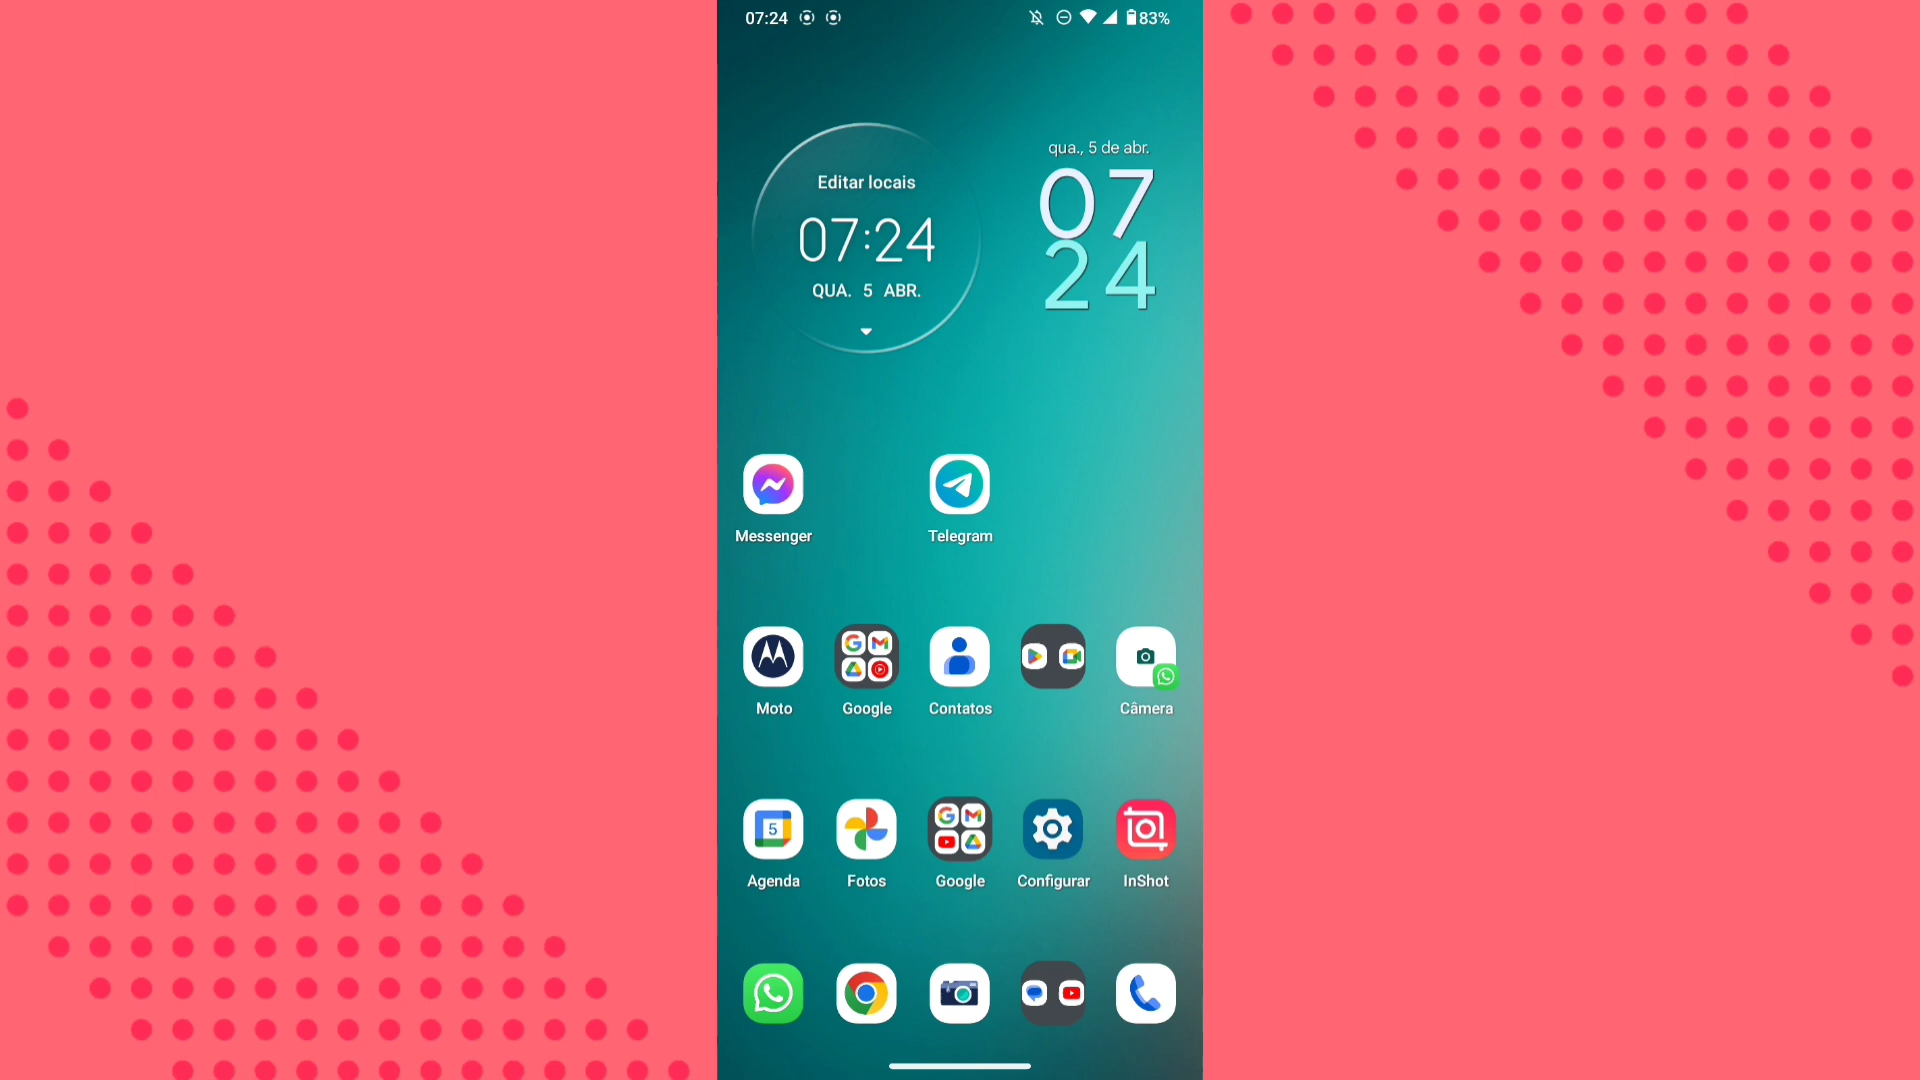 07:24
83%
Editar locais
07:24
QUA. 5 ABR.
qua., 5 de abr.
07
24
Messenger
Telegram
Moto
Google
Contatos
Câmera
5
Agenda
Fotos
Google
Configurar
InShot